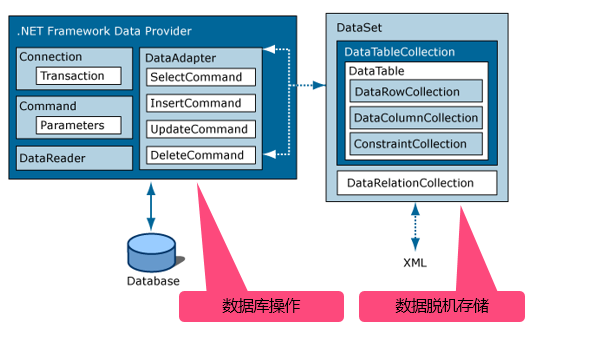 .NET Framework Data Provider
Connection
Transaction
Command
Parameters
DataReader
DataAdapter
SelectCommand
InsertCommand
UpdateCommand
DeleteCommand
DataSet
DataTableCollection
DataTable
DataRowCollection
DataColumnCollection
ConstraintCollection
DataRelationCollection
Database
XML
数据库操作
数据脱机存储